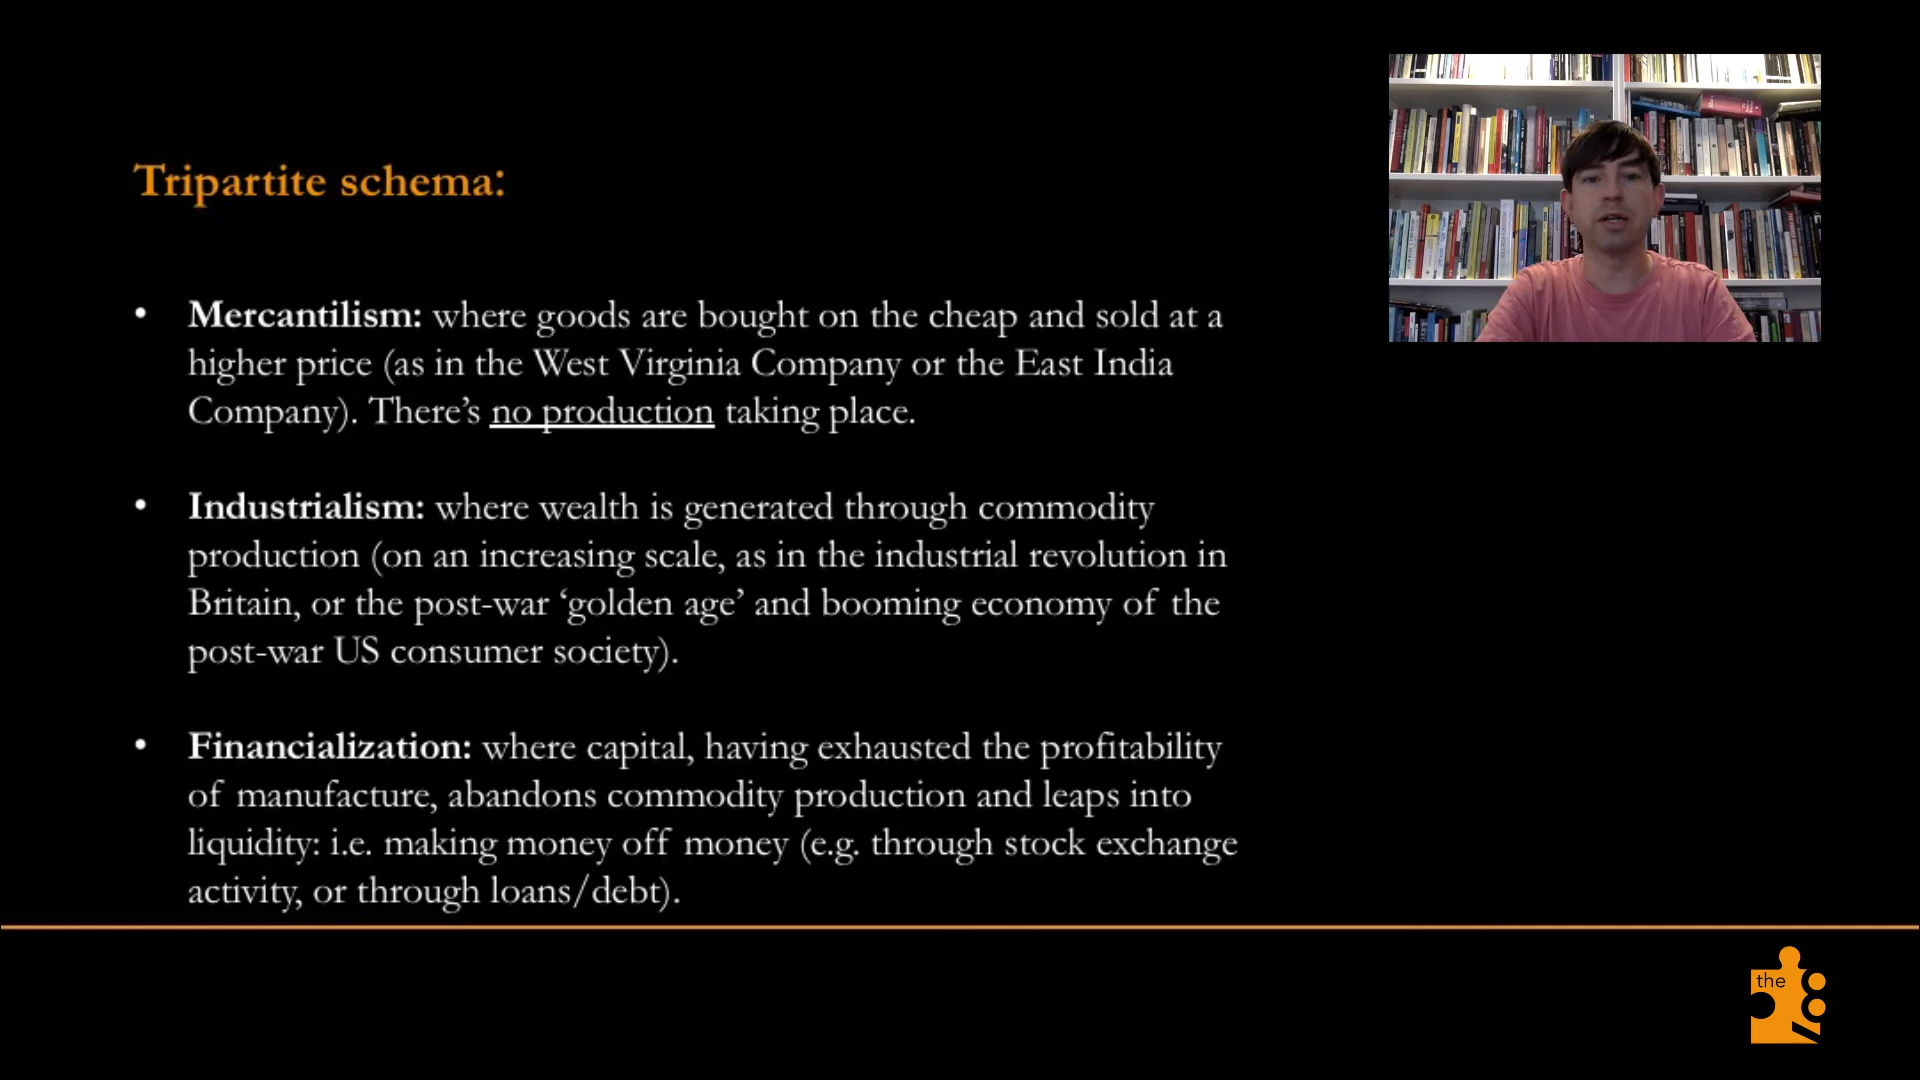 Tripartite schema:
• Mercantilism: where goods are bought on the cheap and sold at a
higher price (as in the West Virginia Company or the East India
Company). There’s no production taking place.
• Industrialism: where wealth is generated through commodity
production (on an increasing scale, as in the industrial revolution in
Britain, or the post-war ‘golden age’ and booming economy of the
post-war US consumer society).
• Financialization: where capital, having exhausted the profitability
of manufacture, abandons commodity production and leaps into
liquidity: i.e. making money off money (e.g. through stock exchange
activity, or through loans/debt).
the